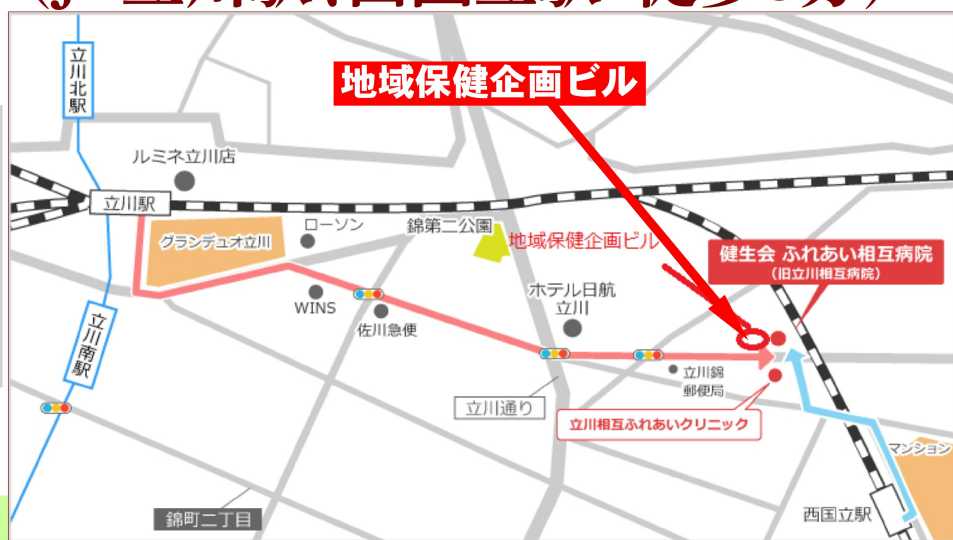 立川北駅
地域保健企画ビル
ルミネ立川店
立川駅
グランデュオ立川
ローソン
錦第二公園
地域保健企画ビル
健生会 ふれあい相互病院
(旧立川相互病院)
WINS
佐川急便
ホテル日航
立川
立川南駅
立川錦
郵便局
立川通り
立川相互ふれあいクリニック
マンション
錦町二丁目
西国立駅